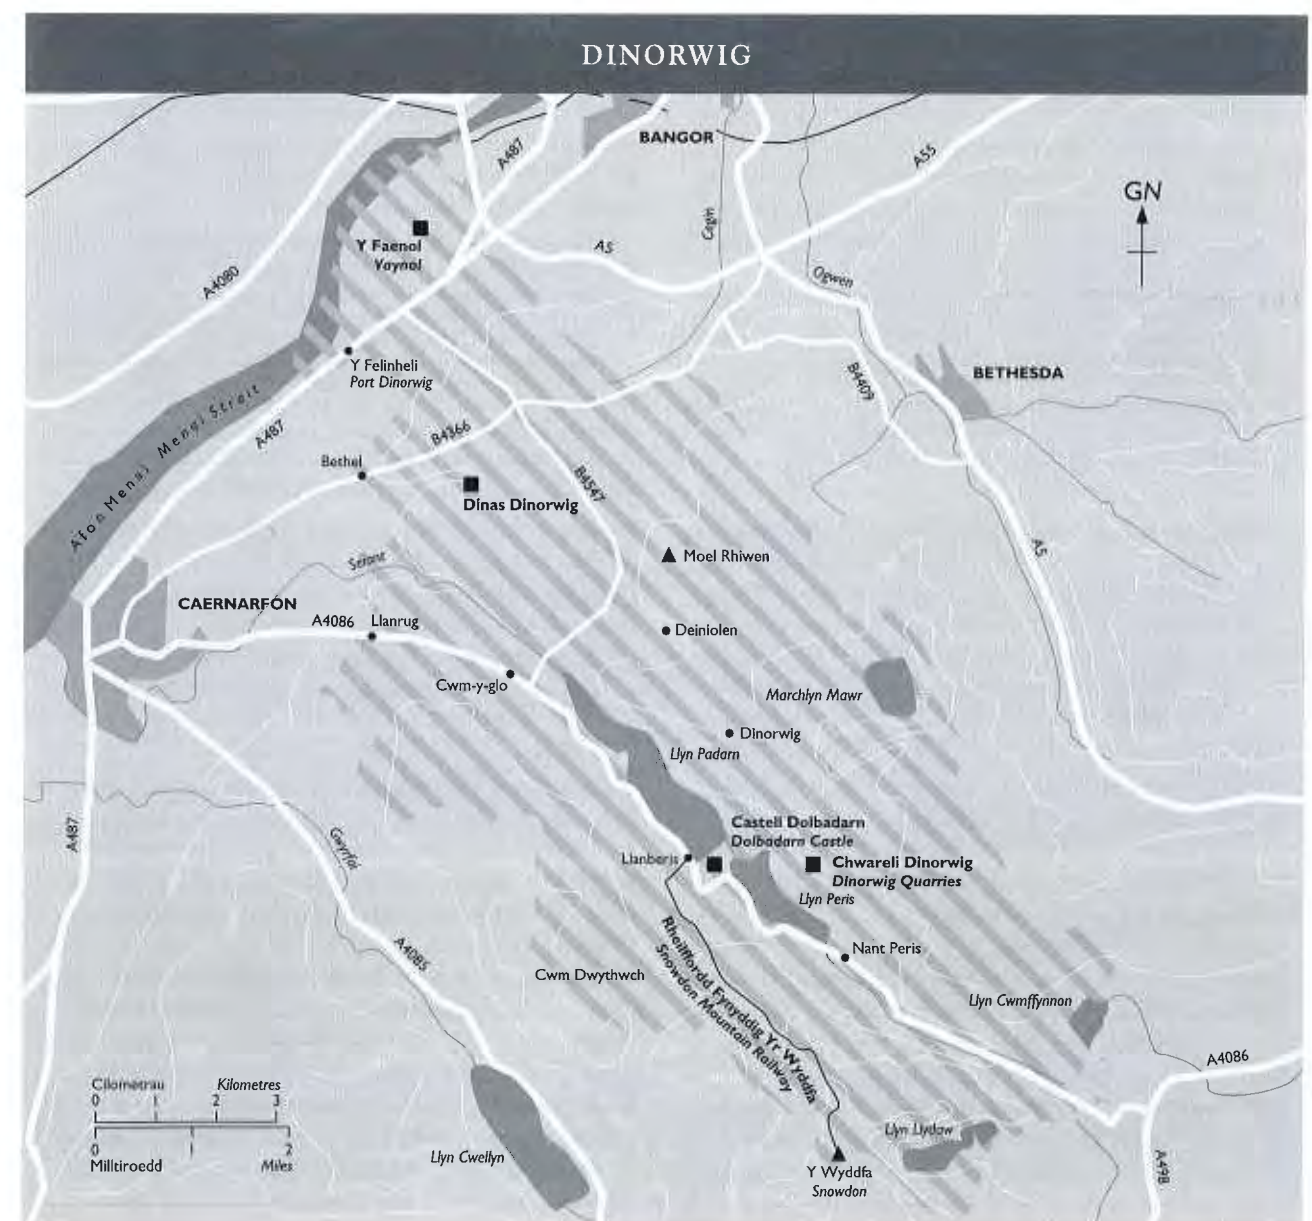 DINORWIG
BANGOR
A487
A55
GN
Cegin
Y Faenol
Vaynol
A5
A4080
Ogwen
Y Felinheli
Port Dinorwig
BETHESDA
B4409
Afon Menai Menai Strait
A487
B4366
Bethel
B4547
Dinas Dinorwig
A5
Moel Rhiwen
Seiont
CAERNARFON
A4086
Llanrug
Deiniolen
Cwm-y-glo
Marchlyn Mawr
Dinorwig
Llyn Padarn
A487
Gwyrfai
Castell Dolbadarn
Dolbadarn Castle
Llanberis
Chwareli Dinorwig
Dinorwig Quarries
Llyn Peris
Nant Peris
A4085
Cwm Dwythwch
Rheilffordd Fynyddig Yr Wyddfa
Snowdon Mountain Railway
Llyn Cwmffynnon
A4086
Cilometrau Kilometres
0 1 2 3
0 1 2
Milltiroedd Miles
Llyn Cwellyn
Llyn Llydaw
Y Wyddfa
Snowdon
A498